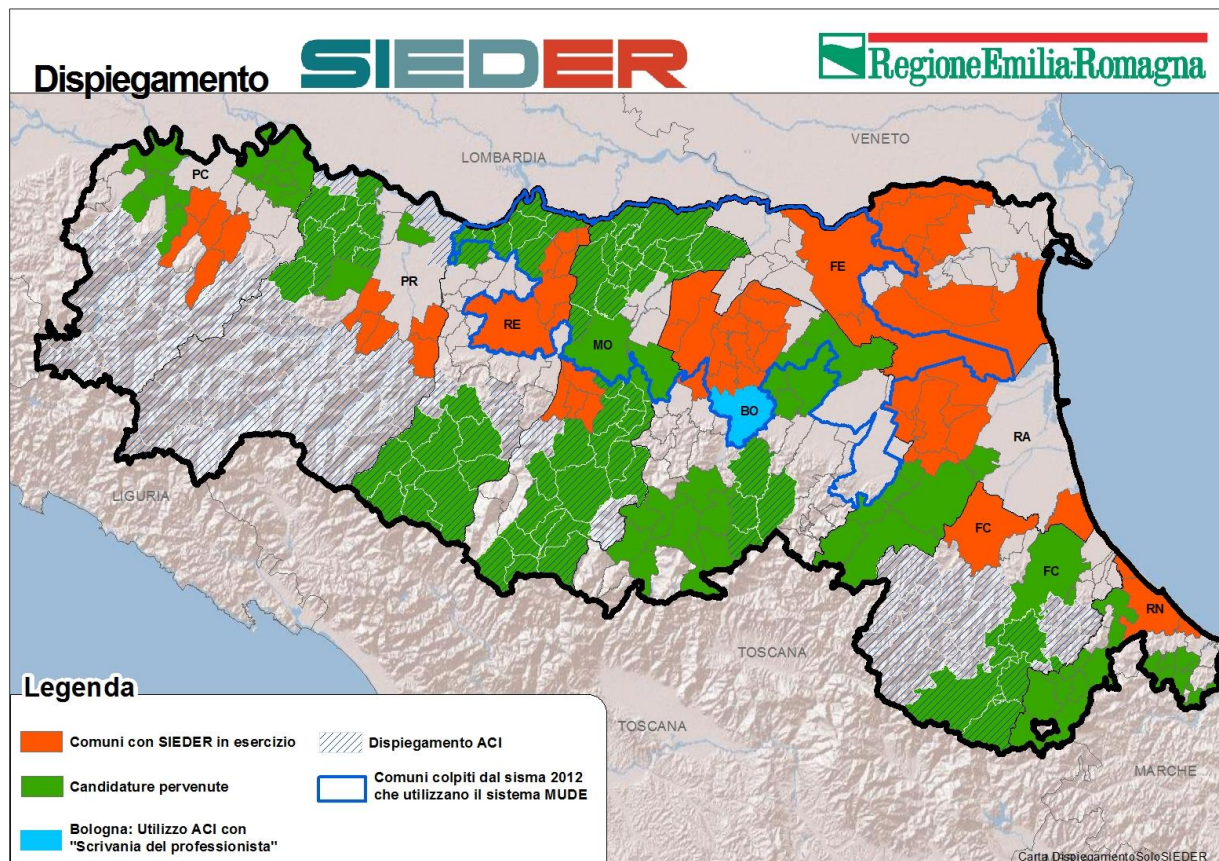 Dispiegamento SIEDER
RegioneEmilia-Romagna
LOMBARDIA
VENETO
PC
PR
RE
MO
FE
BO
RA
FC
FC
RN
LIGURIA
TOSCANA
TOSCANA
MARCHE
Legenda
Comuni con SIEDER in esercizio
Candidature pervenute
Bologna: Utilizzo ACI con
"Scrivania del professionista"
Dispiegamento ACI
Comuni colpiti dal sisma 2012
che utilizzano il sistema MUDE
Carta DispiegamentoSoloSIEDER